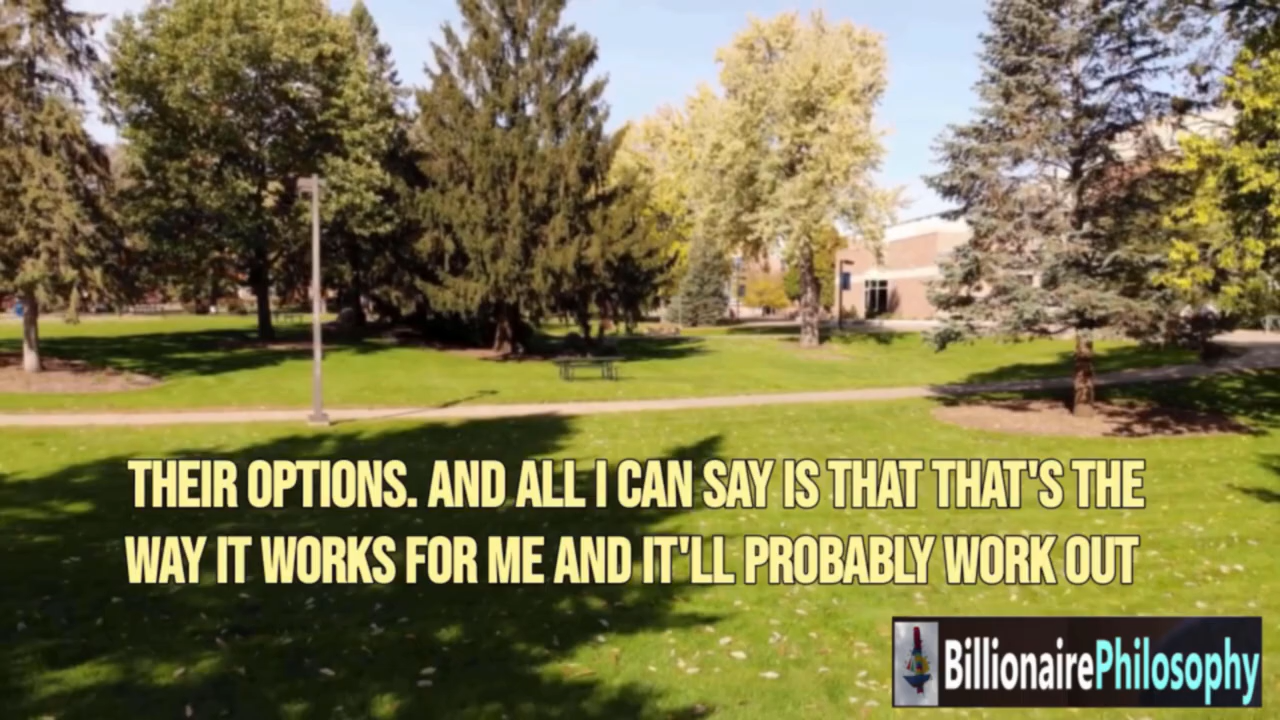 THEIR OPTIONS. AND ALL I CAN SAY IS THAT THAT'S THE
WAY IT WORKS FOR ME AND IT'LL PROBABLY WORK OUT
BillionairePhilosophy